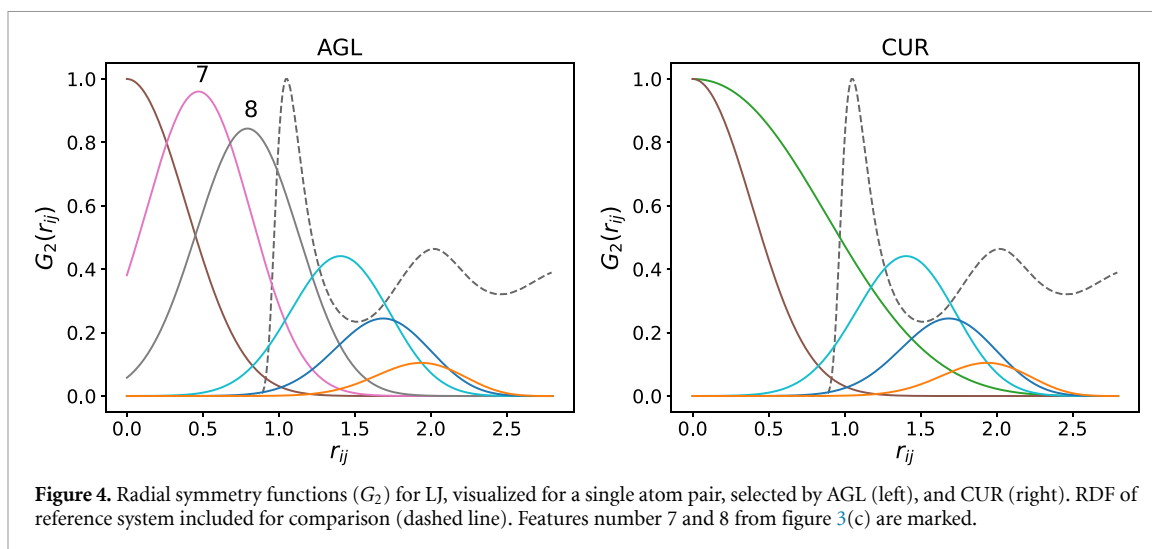 AGL
CUR
7
8
1.0
0.8
0.6
0.4
0.2
0.0
G₂(rᵢⱼ)
0.0 0.5 1.0 1.5 2.0 2.5
rᵢⱼ
1.0
0.8
0.6
0.4
0.2
0.0
G₂(rᵢⱼ)
0.0 0.5 1.0 1.5 2.0 2.5
rᵢⱼ
Figure 4. Radial symmetry functions (G₂) for LJ, visualized for a single atom pair, selected by AGL (left), and CUR (right). RDF of
reference system included for comparison (dashed line). Features number 7 and 8 from figure 3(c) are marked.